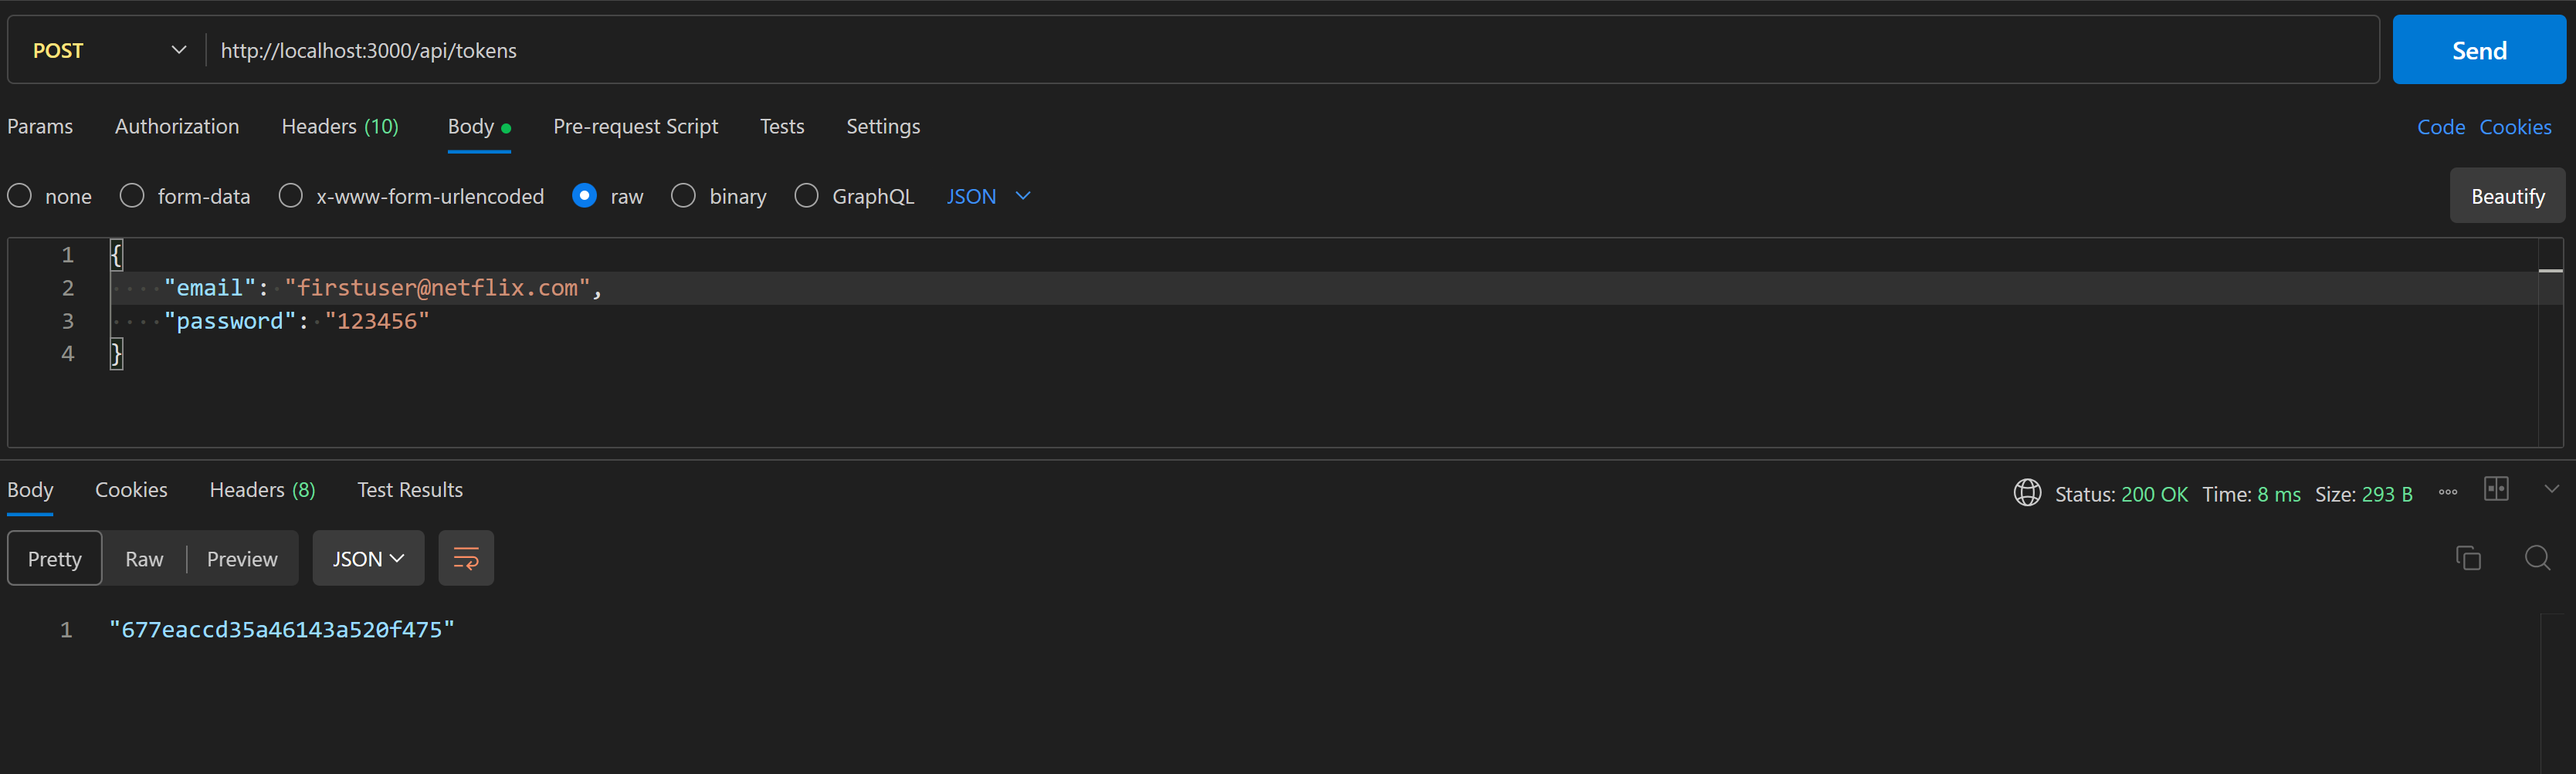 POST http://localhost:3000/api/tokens Send
Params Authorization Headers (10) Body Pre-request Script Tests Settings Code Cookies
none form-data x-www-form-urlencoded raw binary GraphQL JSON Beautify
1 {
2 "email": "firstuser@netflix.com",
3 "password": "123456"
4 }
Body Cookies Headers (8) Test Results Status: 200 OK Time: 8 ms Size: 293 B
Pretty Raw Preview JSON
1 "677eaccd35a46143a520f475"